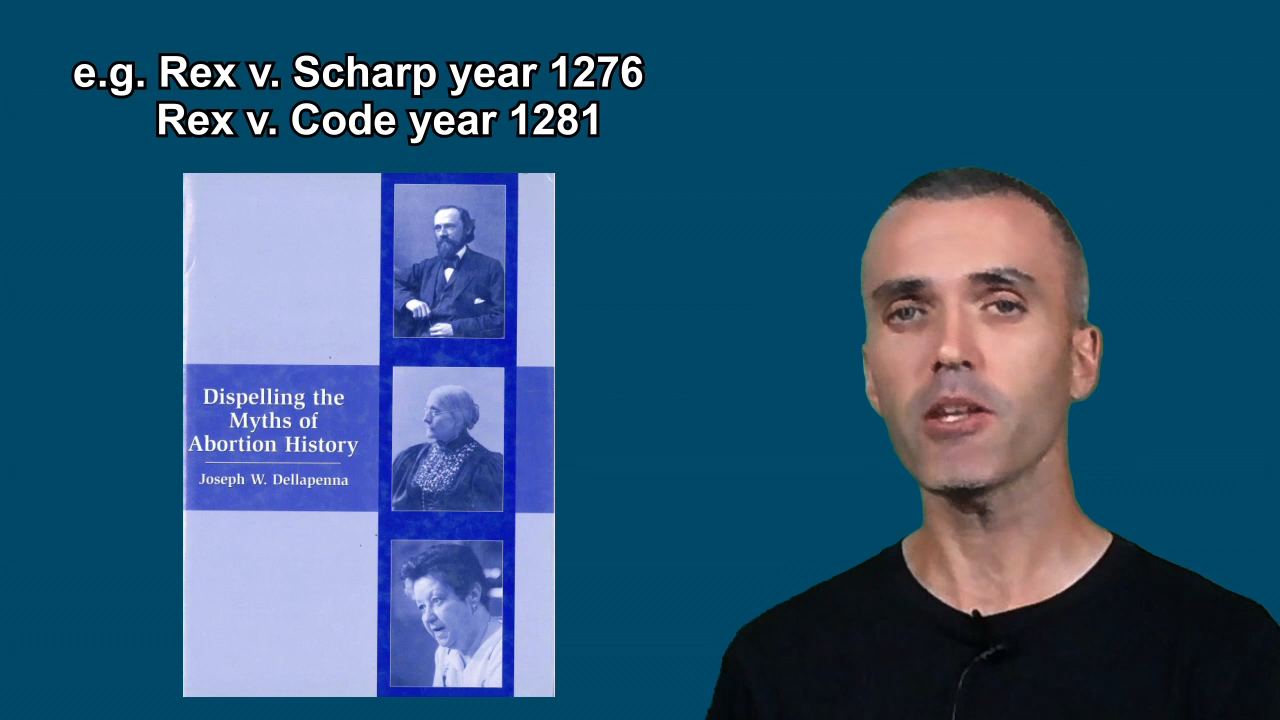 e.g. Rex v. Scharp year 1276
Rex v. Code year 1281
Dispelling the
Myths of
Abortion History
Joseph W. Dellapenna